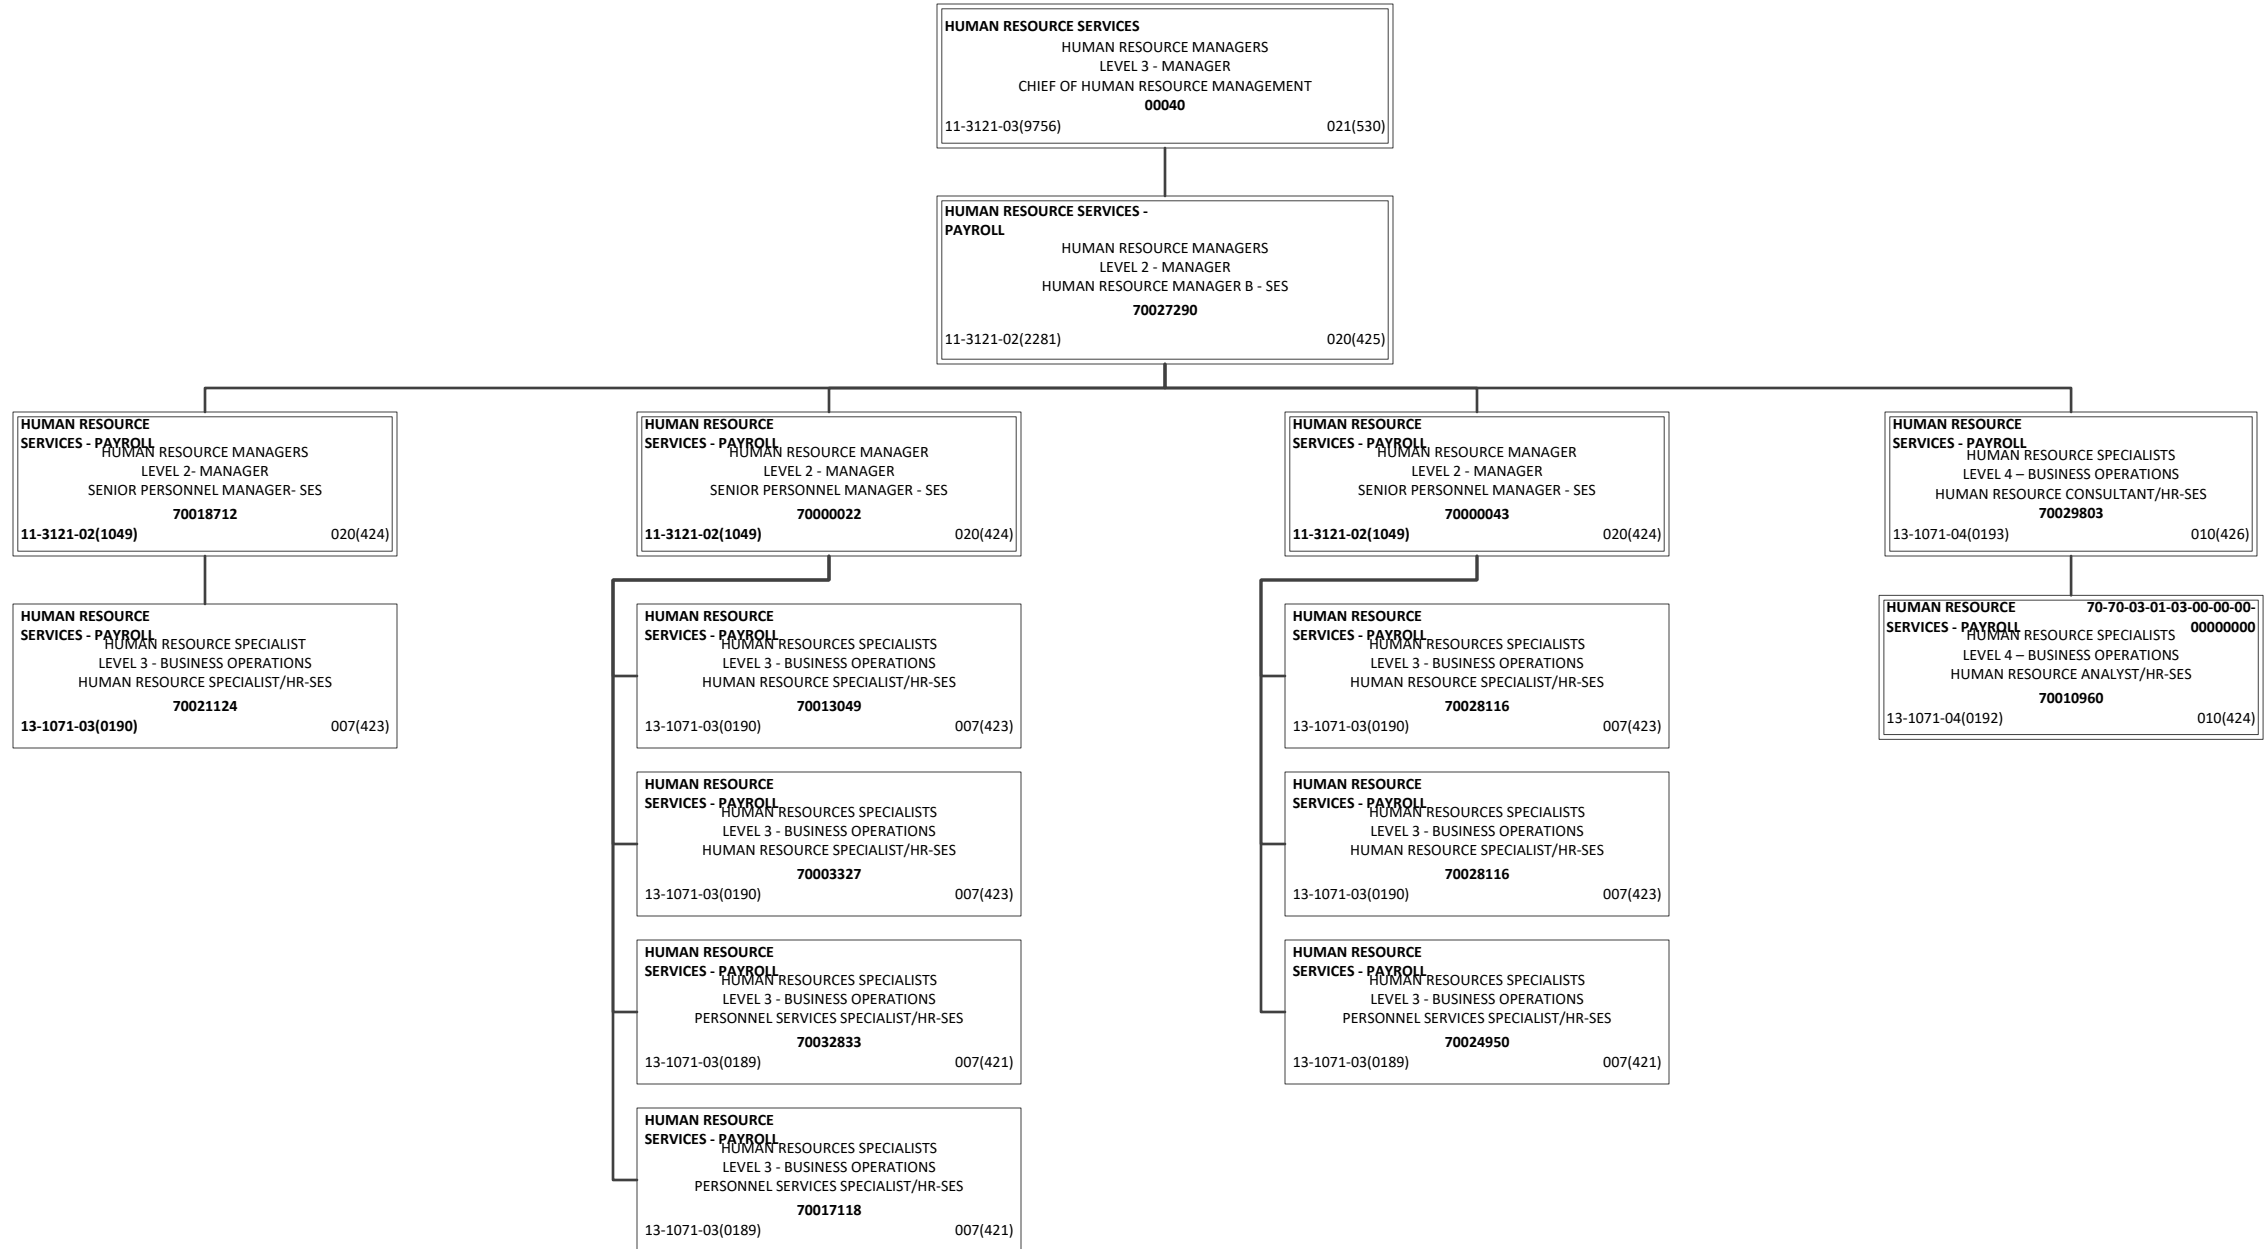 HUMAN RESOURCE SERVICES
HUMAN RESOURCE MANAGERS
LEVEL 3 - MANAGER
CHIEF OF HUMAN RESOURCE MANAGEMENT
00040
11-3121-03(9756) 021(530)
HUMAN RESOURCE SERVICES -
PAYROLL
HUMAN RESOURCE MANAGERS
LEVEL 2 - MANAGER
HUMAN RESOURCE MANAGER B - SES
70027290
11-3121-02(2281) 020(425)
HUMAN RESOURCE
SERVICES - PAYROLL
HUMAN RESOURCE MANAGERS
LEVEL 2- MANAGER
SENIOR PERSONNEL MANAGER- SES
70018712
11-3121-02(1049) 020(424)
HUMAN RESOURCE
SERVICES - PAYROLL
HUMAN RESOURCE SPECIALIST
LEVEL 3 - BUSINESS OPERATIONS
HUMAN RESOURCE SPECIALIST/HR-SES
70021124
13-1071-03(0190) 007(423)
HUMAN RESOURCE
SERVICES - PAYROLL
HUMAN RESOURCE MANAGER
LEVEL 2 - MANAGER
SENIOR PERSONNEL MANAGER - SES
70000022
11-3121-02(1049) 020(424)
HUMAN RESOURCE
SERVICES - PAYROLL
HUMAN RESOURCES SPECIALISTS
LEVEL 3 - BUSINESS OPERATIONS
HUMAN RESOURCE SPECIALIST/HR-SES
70013049
13-1071-03(0190) 007(423)
HUMAN RESOURCE
SERVICES - PAYROLL
HUMAN RESOURCES SPECIALISTS
LEVEL 3 - BUSINESS OPERATIONS
HUMAN RESOURCE SPECIALIST/HR-SES
70003327
13-1071-03(0190) 007(423)
HUMAN RESOURCE
SERVICES - PAYROLL
HUMAN RESOURCES SPECIALISTS
LEVEL 3 - BUSINESS OPERATIONS
PERSONNEL SERVICES SPECIALIST/HR-SES
70032833
13-1071-03(0189) 007(421)
HUMAN RESOURCE
SERVICES - PAYROLL
HUMAN RESOURCES SPECIALISTS
LEVEL 3 - BUSINESS OPERATIONS
PERSONNEL SERVICES SPECIALIST/HR-SES
70017118
13-1071-03(0189) 007(421)
HUMAN RESOURCE
SERVICES - PAYROLL
HUMAN RESOURCE MANAGER
LEVEL 2 - MANAGER
SENIOR PERSONNEL MANAGER - SES
70000043
11-3121-02(1049) 020(424)
HUMAN RESOURCE
SERVICES - PAYROLL
HUMAN RESOURCES SPECIALISTS
LEVEL 3 - BUSINESS OPERATIONS
HUMAN RESOURCE SPECIALIST/HR-SES
70028116
13-1071-03(0190) 007(423)
HUMAN RESOURCE
SERVICES - PAYROLL
HUMAN RESOURCES SPECIALISTS
LEVEL 3 - BUSINESS OPERATIONS
HUMAN RESOURCE SPECIALIST/HR-SES
70028116
13-1071-03(0190) 007(423)
HUMAN RESOURCE
SERVICES - PAYROLL
HUMAN RESOURCES SPECIALISTS
LEVEL 3 - BUSINESS OPERATIONS
PERSONNEL SERVICES SPECIALIST/HR-SES
70024950
13-1071-03(0189) 007(421)
HUMAN RESOURCE
SERVICES - PAYROLL
HUMAN RESOURCE SPECIALISTS
LEVEL 4 – BUSINESS OPERATIONS
HUMAN RESOURCE CONSULTANT/HR-SES
70029803
13-1071-04(0193) 010(426)
HUMAN RESOURCE 70-70-03-01-03-00-00-00-
SERVICES - PAYROLL 00000000
HUMAN RESOURCE SPECIALISTS
LEVEL 4 – BUSINESS OPERATIONS
HUMAN RESOURCE ANALYST/HR-SES
70010960
13-1071-04(0192) 010(424)